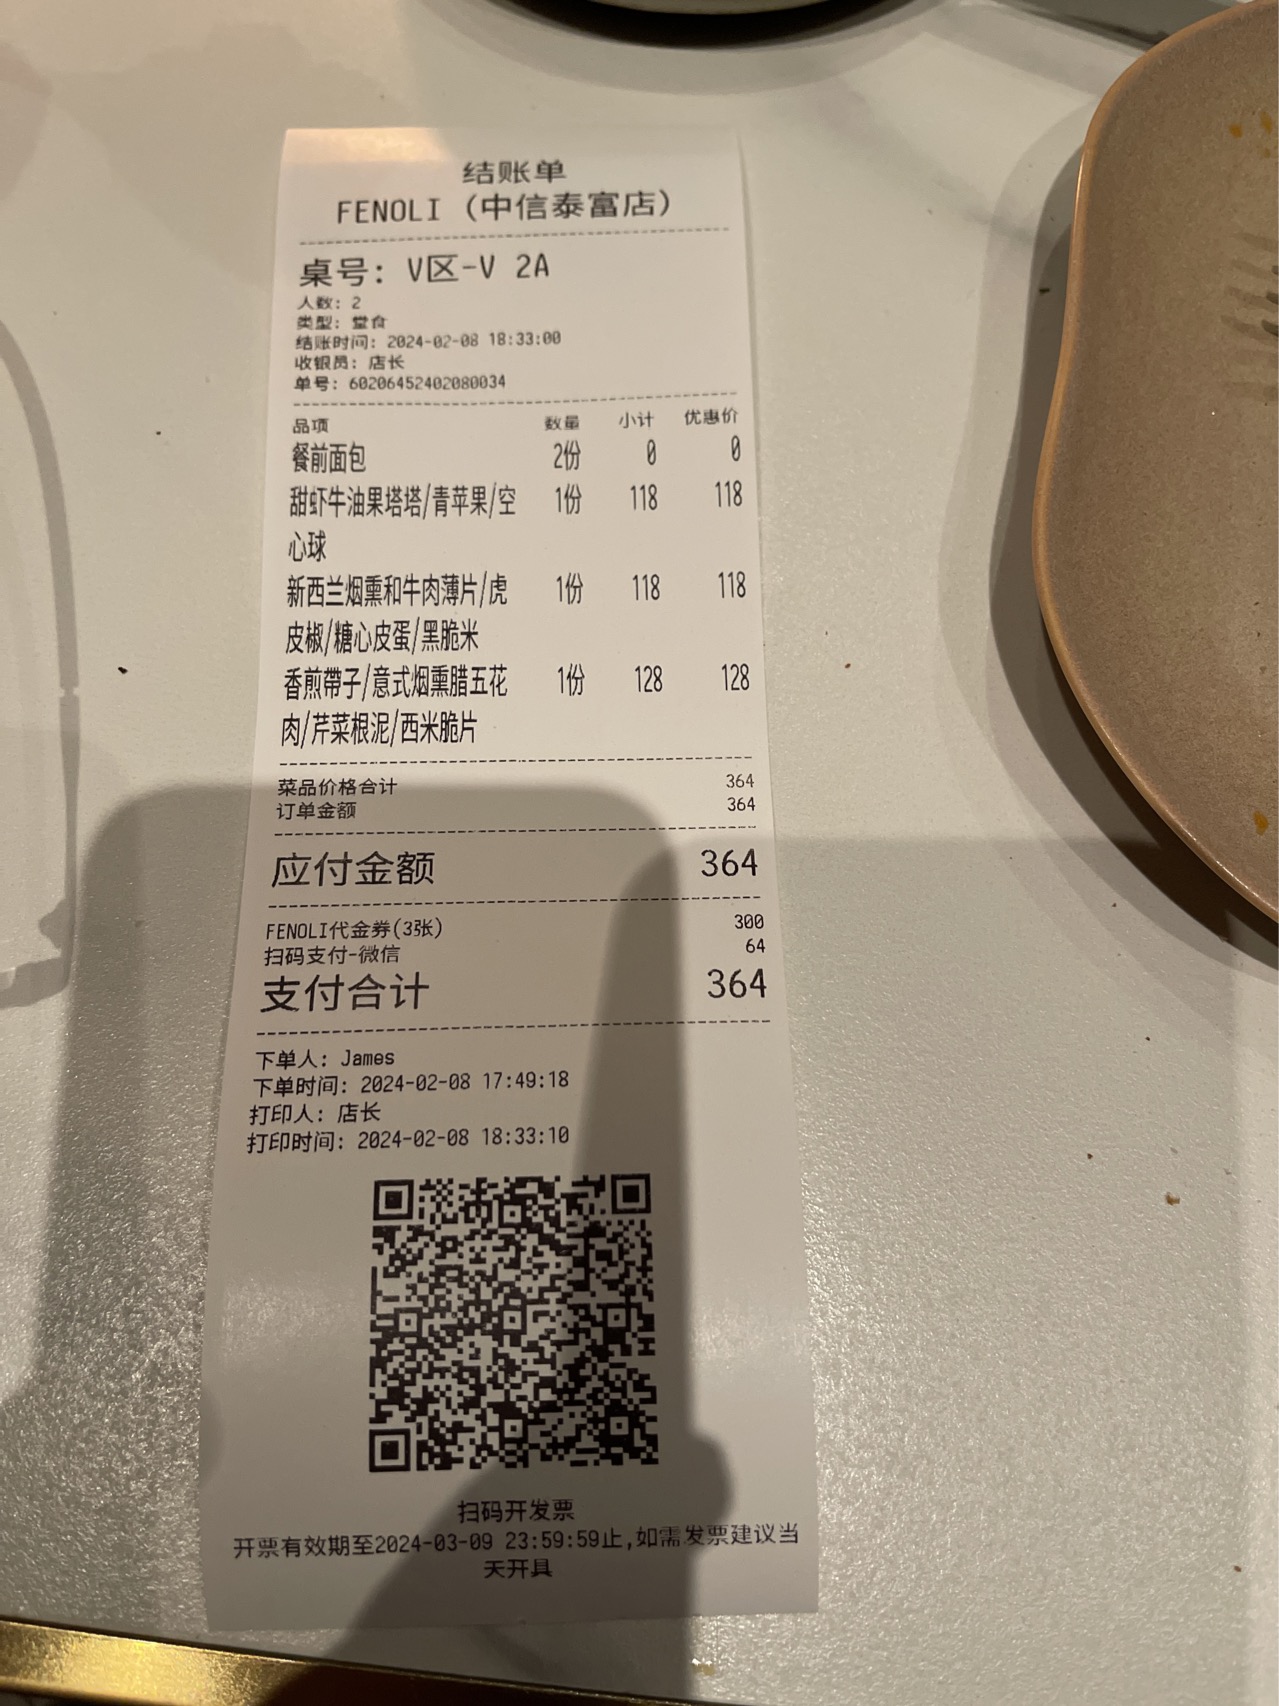 结账单
FENOLI（中信泰富店）
桌号：V区-V 2A
人数：2
类型：堂食
结账时间：2024-02-08 18:33:00
收银员：店长
单号：60206452402080034
品项 数量 小计 优惠价
餐前面包 2份 0 0
甜虾牛油果塔塔/青苹果/空 1份 118 118
心球
新西兰烟熏和牛肉薄片/虎 1份 118 118
皮椒/糖心皮蛋/黑脆米
香煎帶子/意式烟熏腊五花 1份 128 128
肉/芹菜根泥/西米脆片
菜品价格合计 364
订单金额 364
应付金额 364
FENOLI代金券(3张) 300
扫码支付-微信 64
支付合计 364
下单人：James
下单时间：2024-02-08 17:49:18
打印人：店长
打印时间：2024-02-08 18:33:10
扫码开发票
开票有效期至2024-03-09 23:59:59止,如需发票建议当
天开具